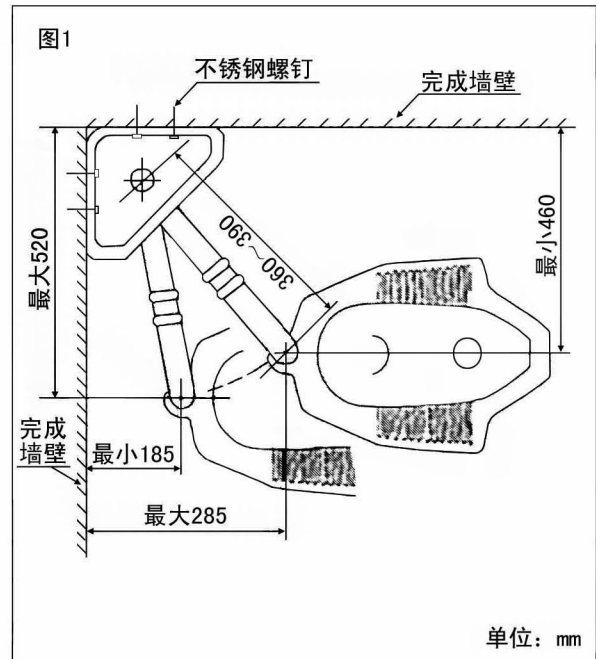 图1
不锈钢螺钉
完成墙壁
最大520
360～390
最小460
完成
墙壁
最小185
最大285
单位：mm